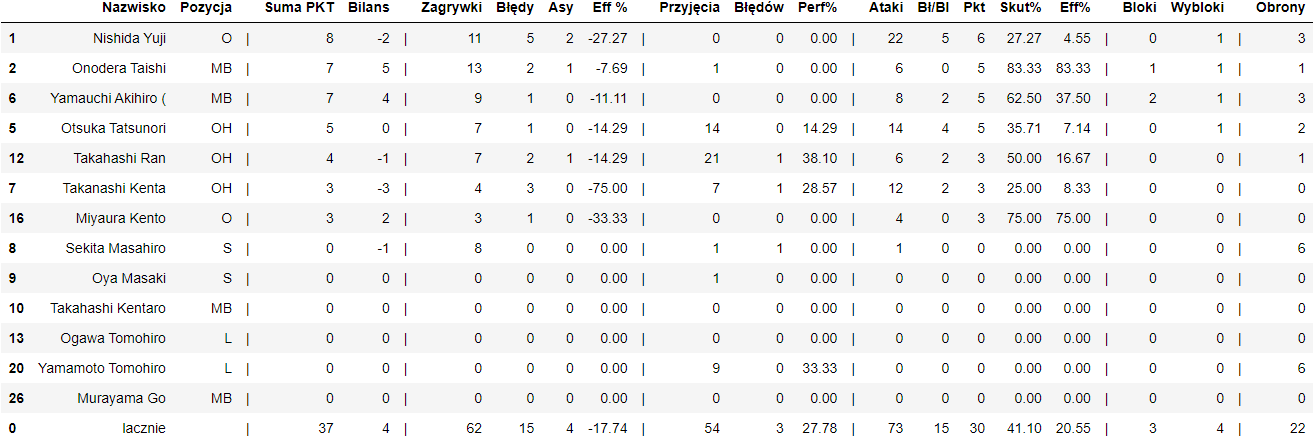 Nazwisko Pozycja Suma PKT Bilans Zagrywki Błędy Asy Eff % Przyjęcia Błędów Perf% Ataki Bł/Bl Pkt Skut% Eff% Bloki Wybloki Obrony
1 Nishida Yuji O | 8 -2 | 11 5 2 -27.27 | 0 0 0.00 | 22 5 6 27.27 4.55 | 0 1 | 3
2 Onodera Taishi MB | 7 5 | 13 2 1 -7.69 | 1 0 0.00 | 6 0 5 83.33 83.33 | 1 1 | 1
6 Yamauchi Akihiro ( MB | 7 4 | 9 1 0 -11.11 | 0 0 0.00 | 8 2 5 62.50 37.50 | 2 1 | 3
5 Otsuka Tatsunori OH | 5 0 | 7 1 0 -14.29 | 14 0 14.29 | 14 4 5 35.71 7.14 | 0 1 | 2
12 Takahashi Ran OH | 4 -1 | 7 2 1 -14.29 | 21 1 38.10 | 6 2 3 50.00 16.67 | 0 0 | 1
7 Takanashi Kenta OH | 3 -3 | 4 3 0 -75.00 | 7 1 28.57 | 12 2 3 25.00 8.33 | 0 0 | 0
16 Miyaura Kento O | 3 2 | 3 1 0 -33.33 | 0 0 0.00 | 4 0 3 75.00 75.00 | 0 0 | 0
8 Sekita Masahiro S | 0 -1 | 8 0 0 0.00 | 1 1 0.00 | 1 0 0 0.00 0.00 | 0 0 | 6
9 Oya Masaki S | 0 0 | 0 0 0 0.00 | 1 0 0.00 | 0 0 0 0.00 0.00 | 0 0 | 0
10 Takahashi Kentaro MB | 0 0 | 0 0 0 0.00 | 0 0 0.00 | 0 0 0 0.00 0.00 | 0 0 | 0
13 Ogawa Tomohiro L | 0 0 | 0 0 0 0.00 | 0 0 0.00 | 0 0 0 0.00 0.00 | 0 0 | 0
20 Yamamoto Tomohiro L | 0 0 | 0 0 0 0.00 | 9 0 33.33 | 0 0 0 0.00 0.00 | 0 0 | 6
26 Murayama Go MB | 0 0 | 0 0 0 0.00 | 0 0 0.00 | 0 0 0 0.00 0.00 | 0 0 | 0
0 lacznie | 37 4 | 62 15 4 -17.74 | 54 3 27.78 | 73 15 30 41.10 20.55 | 3 4 | 22